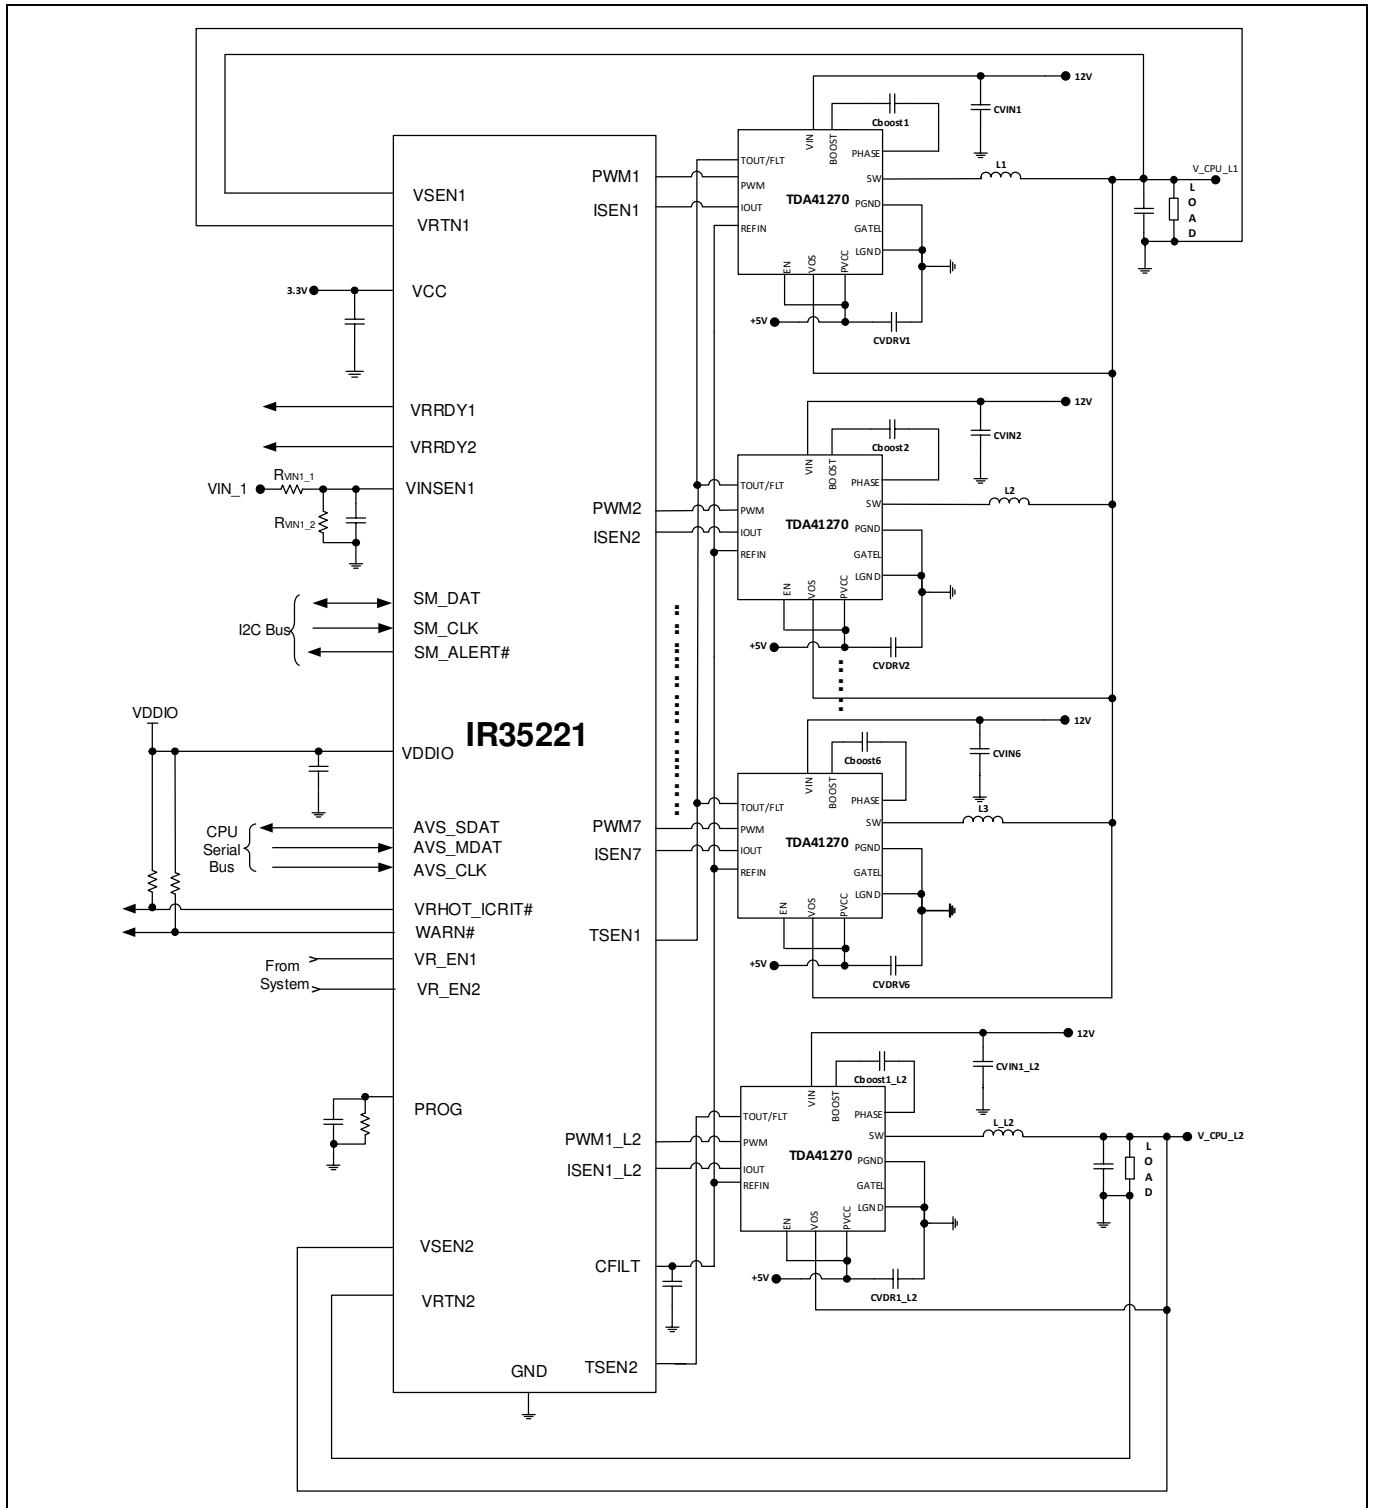 12V
CVIN1
Cboost1
VIN
BOOST
PHASE
TOUT/FLT
PWM
IOUT
REFIN
TDA41270
SW
PGND
GATEL
LGND
EN
VOS
PVCC
L1
V_CPU_L1
LOAD
+5V
CVDRV1
12V
CVIN2
Cboost2
VIN
BOOST
PHASE
TOUT/FLT
PWM
IOUT
REFIN
TDA41270
SW
PGND
GATEL
LGND
EN
VOS
PVCC
L2
+5V
CVDRV2
12V
CVIN6
Cboost6
VIN
BOOST
PHASE
TOUT/FLT
PWM
IOUT
REFIN
TDA41270
SW
PGND
GATEL
LGND
EN
VOS
PVCC
L3
+5V
CVDRV6
12V
CVIN1_L2
Cboost1_L2
VIN
BOOST
PHASE
TOUT/FLT
PWM
IOUT
REFIN
TDA41270
SW
PGND
GATEL
LGND
EN
VOS
PVCC
L_L2
V_CPU_L2
LOAD
+5V
CVDR1_L2
IR35221
VSEN1
VRTN1
3.3V
VCC
VRRDY1
VRRDY2
VIN_1
RVIN1_1
RVIN1_2
VINSEN1
I2C Bus
SM_DAT
SM_CLK
SM_ALERT#
VDDIO
VDDIO
CPU
Serial
Bus
AVS_SDAT
AVS_MDAT
AVS_CLK
VRHOT_ICRIT#
WARN#
From
System
VR_EN1
VR_EN2
PROG
VSEN2
VRTN2
GND
PWM1
ISEN1
PWM2
ISEN2
PWM7
ISEN7
TSEN1
PWM1_L2
ISEN1_L2
CFILT
TSEN2